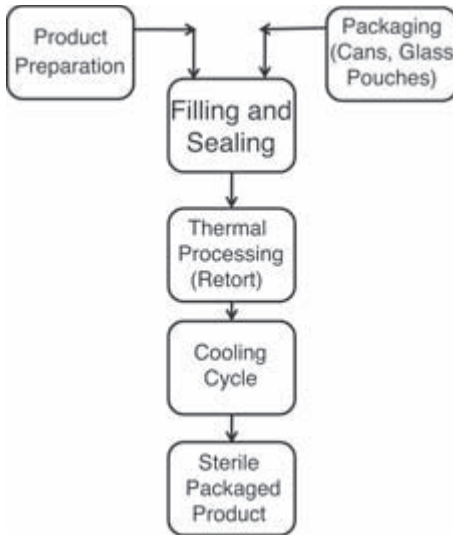 Product
Preparation
Packaging
(Cans, Glass
Pouches)
Filling and
Sealing
Thermal
Processing
(Retort)
Cooling
Cycle
Sterile
Packaged
Product